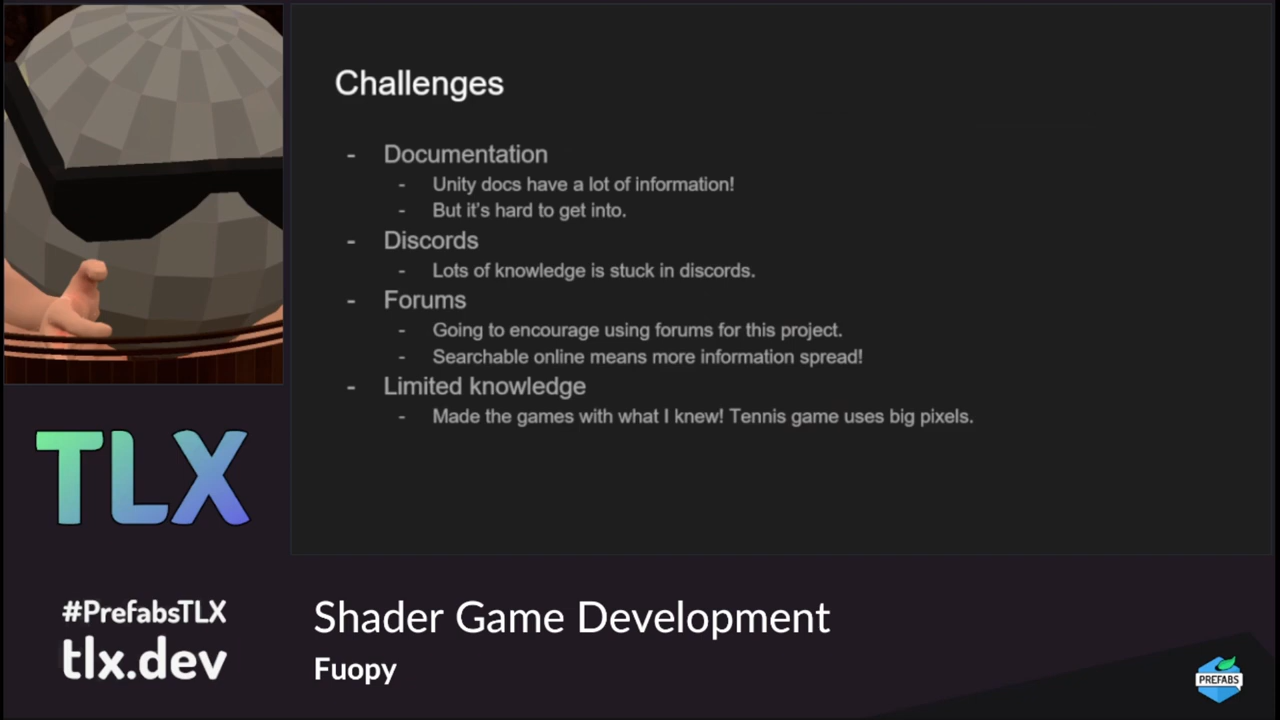 Challenges
- Documentation
- Unity docs have a lot of information!
- But it's hard to get into.
- Discords
- Lots of knowledge is stuck in discords.
- Forums
- Going to encourage using forums for this project.
- Searchable online means more information spread!
- Limited knowledge
- Made the games with what I knew! Tennis game uses big pixels.
TLX
#PrefabsTLX
tlx.dev
Shader Game Development
Fuopy
PREFABS